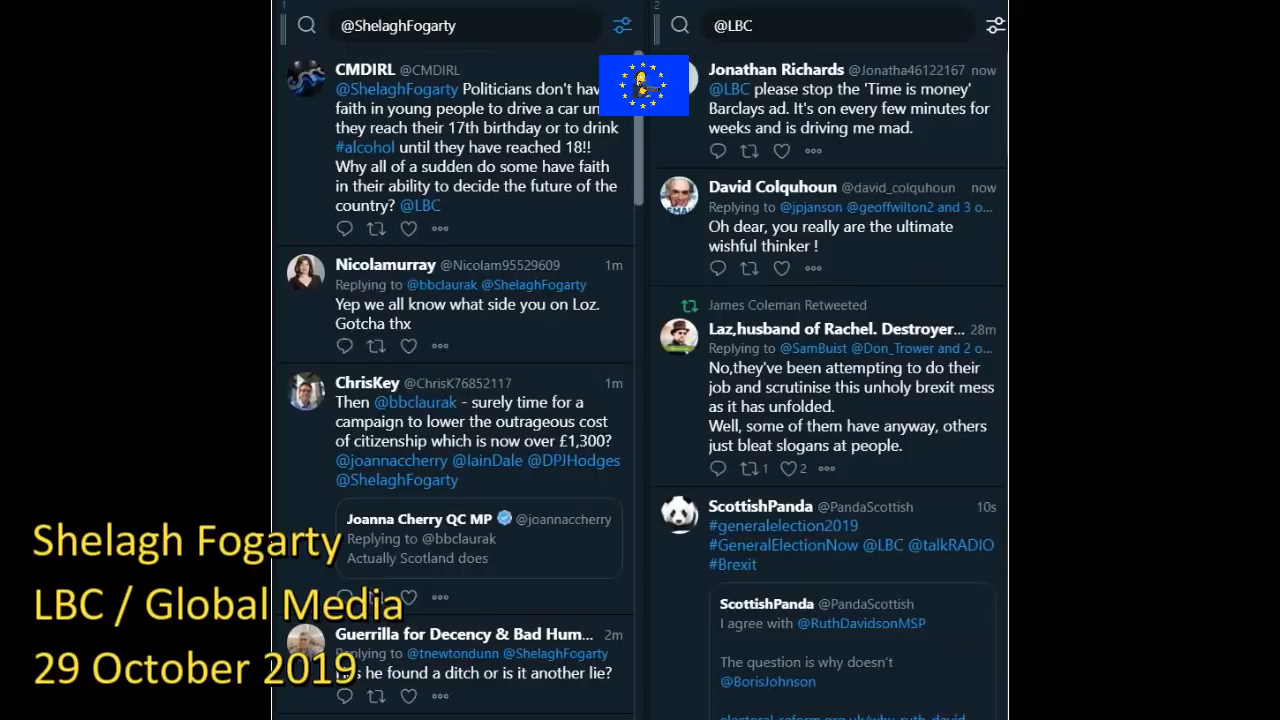 1
@ShelaghFogarty
CMDIRL @CMDIRL
@ShelaghFogarty Politicians don't hav
faith in young people to drive a car un
they reach their 17th birthday or to drink
#alcohol until they have reached 18!!
Why all of a sudden do some have faith
in their ability to decide the future of the
country? @LBC
Nicolamurray @Nicolam95529609 1m
Replying to @bbclaurak @ShelaghFogarty
Yep we all know what side you on Loz.
Gotcha thx
ChrisKey @ChrisK76852117 1m
Then @bbclaurak - surely time for a
campaign to lower the outrageous cost
of citizenship which is now over £1,300?
@joannaccherry @IainDale @DPJHodges
@ShelaghFogarty
Joanna Cherry QC MP @joannaccherry
Replying to @bbclaurak
Actually Scotland does
Guerrilla for Decency & Bad Hum... 2m
Replying to @tnewtondunn @ShelaghFogarty
he found a ditch or is it another lie?
2
@LBC
Jonathan Richards @Jonatha46122167 now
@LBC please stop the 'Time is money'
Barclays ad. It's on every few minutes for
weeks and is driving me mad.
David Colquhoun @david_colquhoun now
Replying to @jpjanson @geoffwilton2 and 3 o...
Oh dear, you really are the ultimate
wishful thinker !
James Coleman Retweeted
Laz,husband of Rachel. Destroyer... 28m
Replying to @SamBuist @Don_Trower and 2 o...
No,they've been attempting to do their
job and scrutinise this unholy brexit mess
as it has unfolded.
Well, some of them have anyway, others
just bleat slogans at people.
1 2
ScottishPanda @PandaScottish 10s
#generalelection2019
#GeneralElectionNow @LBC @talkRADIO
#Brexit
ScottishPanda @PandaScottish
I agree with @RuthDavidsonMSP
The question is why doesn't
@BorisJohnson
Shelagh Fogarty
LBC / Global Media
29 October 2019